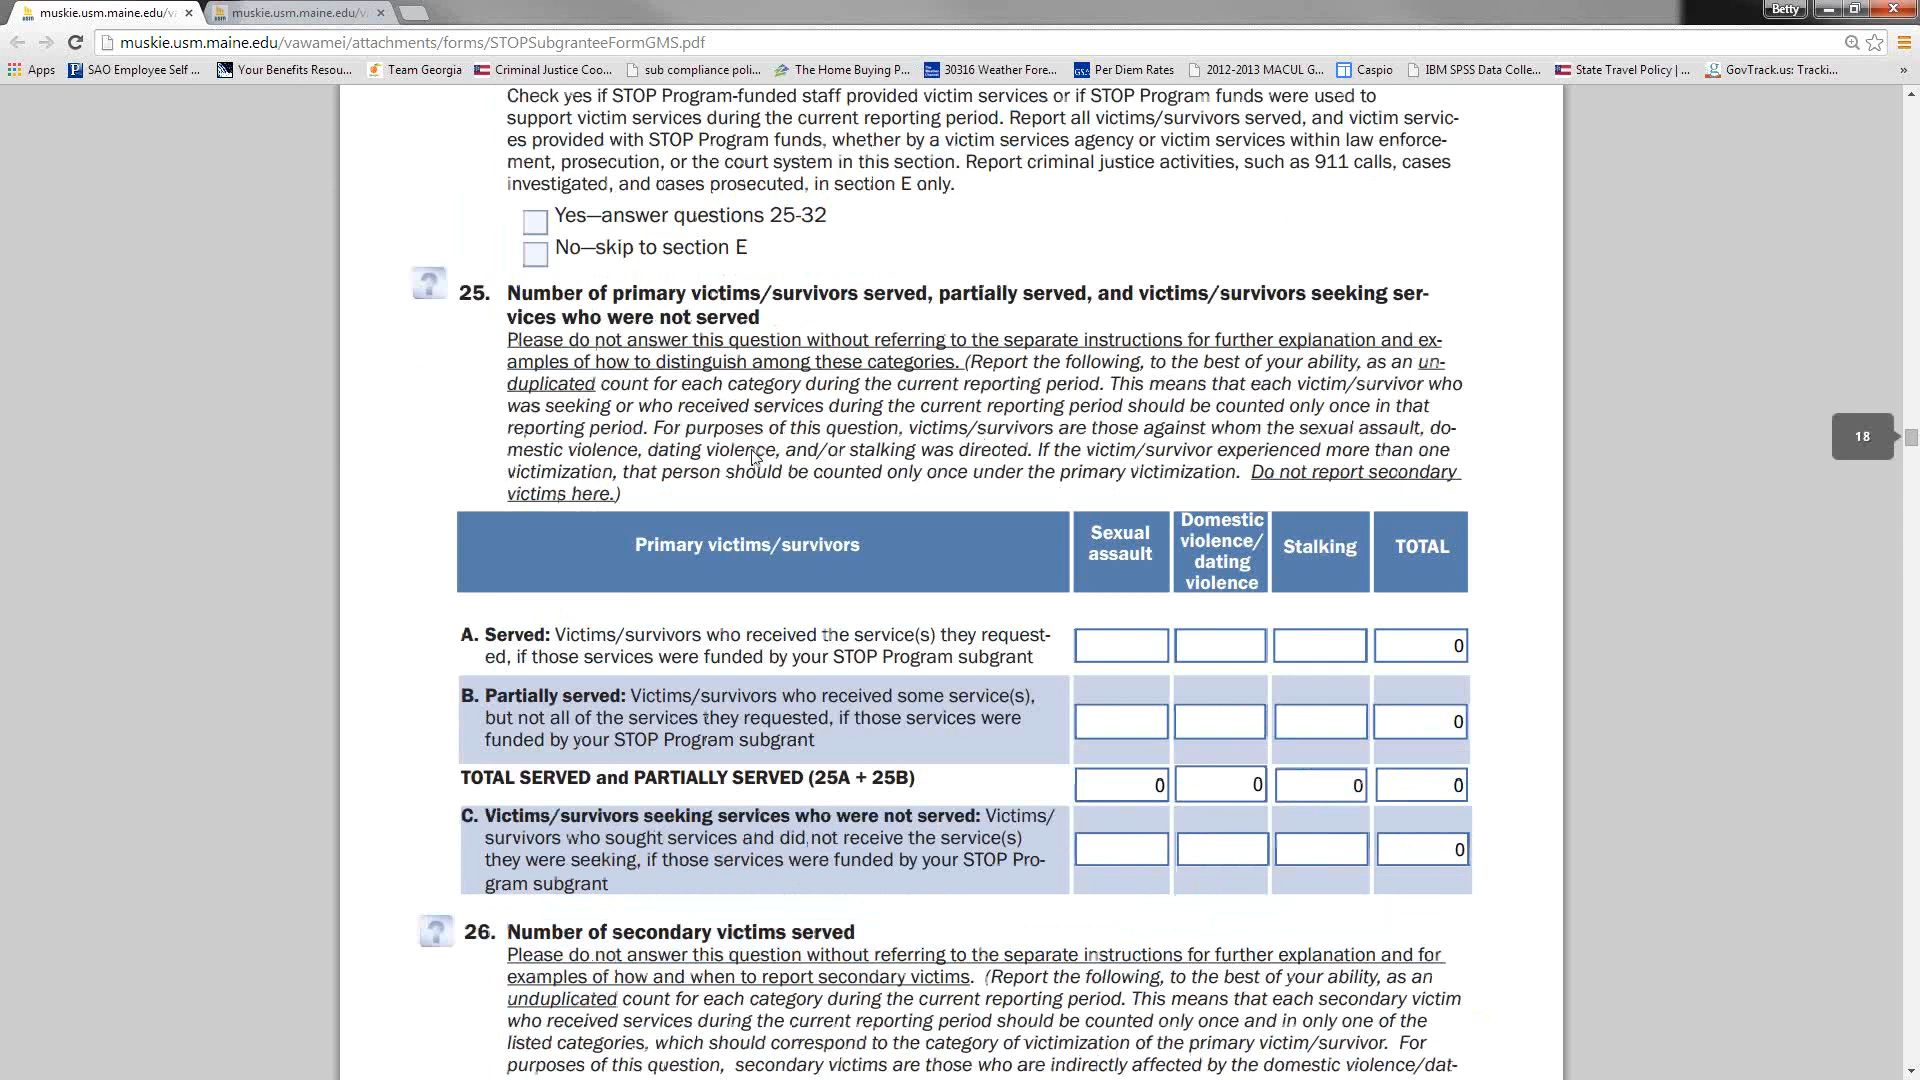 muskie.usm.maine.edu/v
muskie.usm.maine.edu/v
Betty
muskie.usm.maine.edu/vawamei/attachments/forms/STOPSubgranteeFormGMS.pdf
Apps
SAO Employee Self ...
Your Benefits Resou...
Team Georgia
Criminal Justice Coo...
sub compliance poli...
The Home Buying P...
30316 Weather Fore...
Per Diem Rates
2012-2013 MACUL G...
Caspio
IBM SPSS Data Colle...
State Travel Policy | ...
GovTrack.us: Tracki...
»
Check yes if STOP Program-funded staff provided victim services or if STOP Program funds were used to
support victim services during the current reporting period. Report all victims/survivors served, and victim servic-
es provided with STOP Program funds, whether by a victim services agency or victim services within law enforce-
ment, prosecution, or the court system in this section. Report criminal justice activities, such as 911 calls, cases
investigated, and cases prosecuted, in section E only.
Yes—answer questions 25-32
No—skip to section E
?
25. Number of primary victims/survivors served, partially served, and victims/survivors seeking ser-
vices who were not served
Please do not answer this question without referring to the separate instructions for further explanation and ex-
amples of how to distinguish among these categories. (Report the following, to the best of your ability, as an un-
duplicated count for each category during the current reporting period. This means that each victim/survivor who
was seeking or who received services during the current reporting period should be counted only once in that
reporting period. For purposes of this question, victims/survivors are those against whom the sexual assault, do-
mestic violence, dating violence, and/or stalking was directed. If the victim/survivor experienced more than one
victimization, that person should be counted only once under the primary victimization. Do not report secondary
victims here.)
18
Primary victims/survivors
Sexual
assault
Domestic
violence/
dating
violence
Stalking
TOTAL
A. Served: Victims/survivors who received the service(s) they request-
ed, if those services were funded by your STOP Program subgrant
0
B. Partially served: Victims/survivors who received some service(s),
but not all of the services they requested, if those services were
funded by your STOP Program subgrant
0
TOTAL SERVED and PARTIALLY SERVED (25A + 25B)
0 0 0 0
C. Victims/survivors seeking services who were not served: Victims/
survivors who sought services and did not receive the service(s)
they were seeking, if those services were funded by your STOP Pro-
gram subgrant
0
?
26. Number of secondary victims served
Please do not answer this question without referring to the separate instructions for further explanation and for
examples of how and when to report secondary victims. (Report the following, to the best of your ability, as an
unduplicated count for each category during the current reporting period. This means that each secondary victim
who received services during the current reporting period should be counted only once and in only one of the
listed categories, which should correspond to the category of victimization of the primary victim/survivor. For
purposes of this question, secondary victims are those who are indirectly affected by the domestic violence/dat-